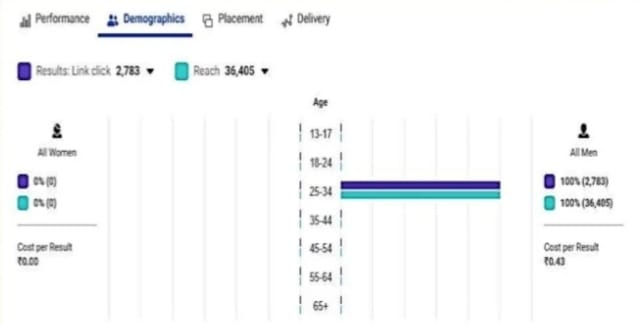 Performance Demographics Placement Delivery
Results: Link click 2,783 Reach 36,405
Age
All Women
0% (0)
0% (0)
Cost per Result
₹0.00
13-17
18-24
25-34
35-44
45-54
55-64
65+
All Men
100% (2,783)
100% (36,405)
Cost per Result
₹0.43